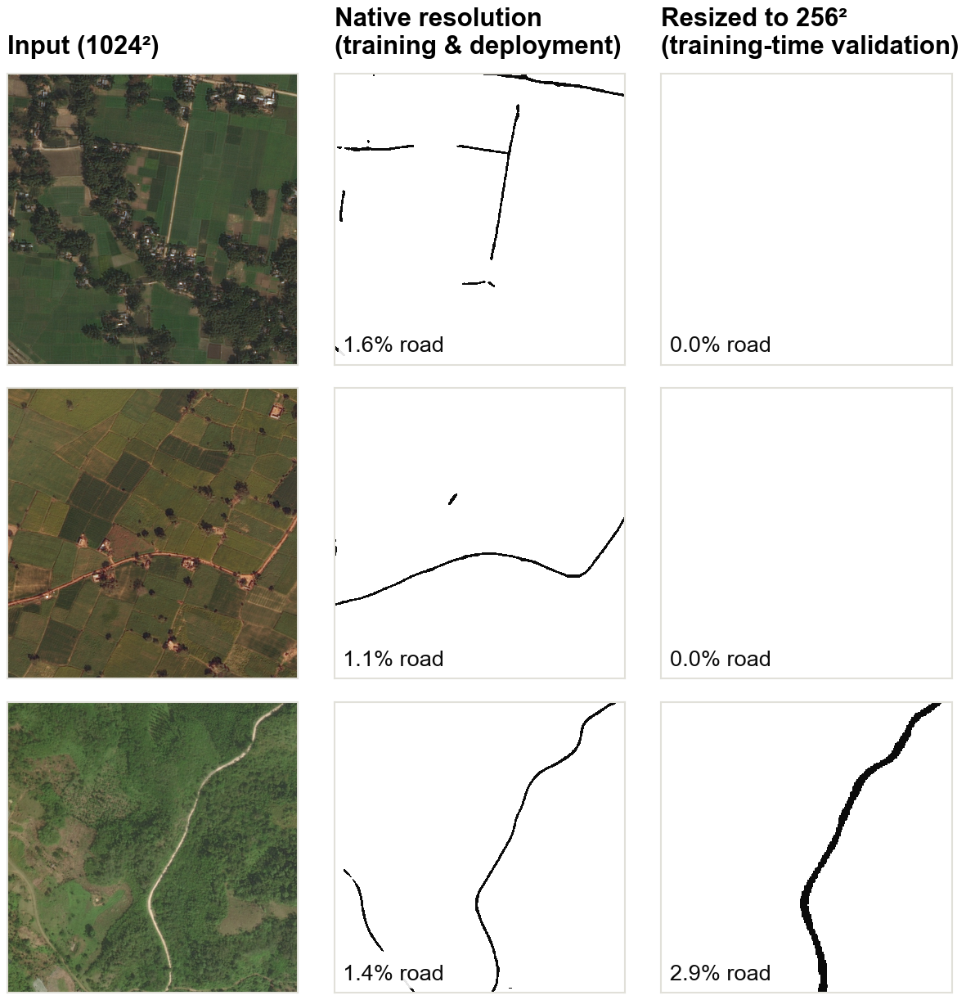 Input (1024²)
Native resolution
(training & deployment)
Resized to 256²
(training-time validation)
1.6% road
0.0% road
1.1% road
0.0% road
1.4% road
2.9% road